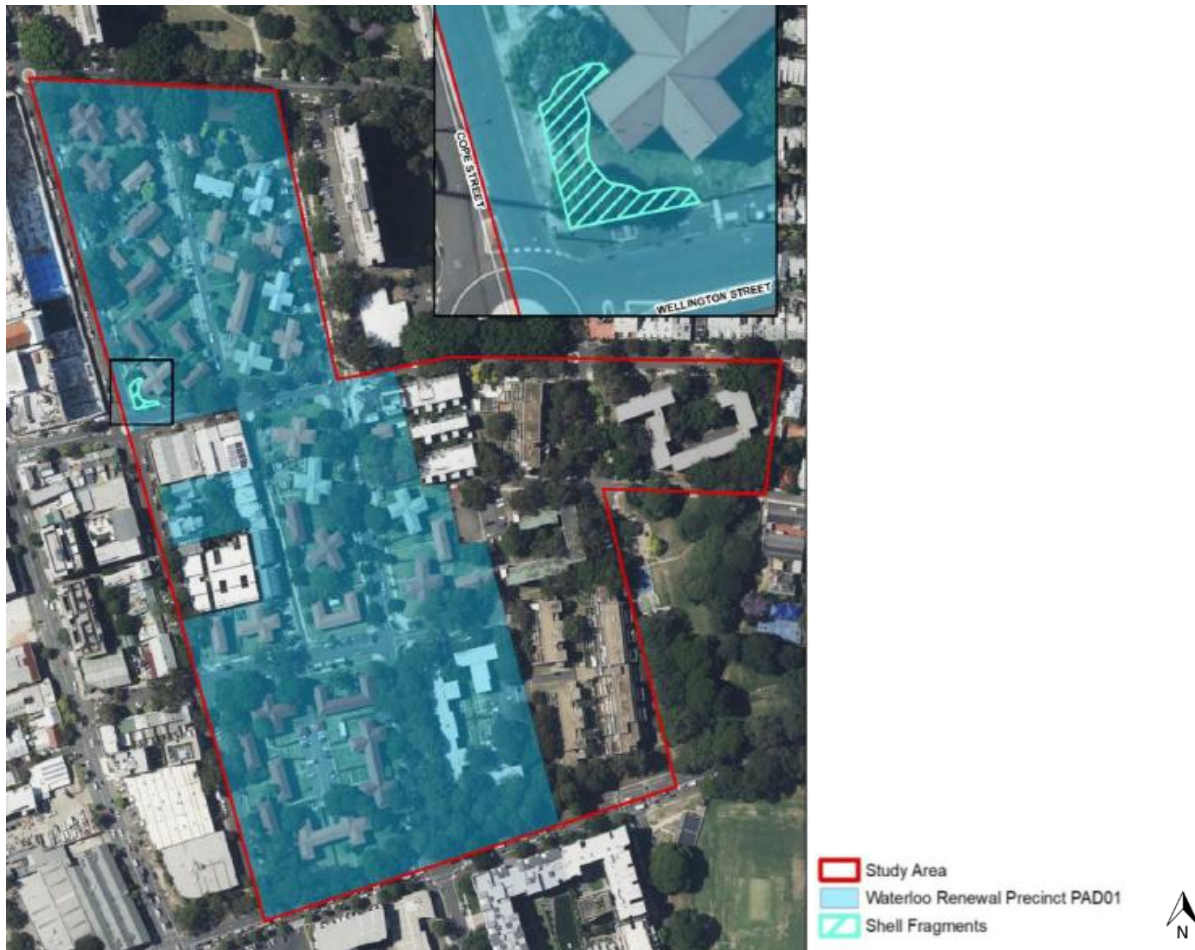 COPE STREET
WELLINGTON STREET
Study Area
Waterloo Renewal Precinct PAD01
Shell Fragments
N